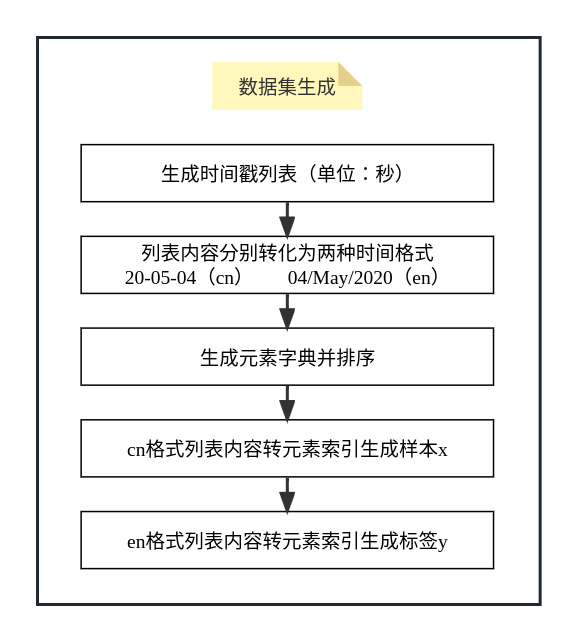 数据集生成
生成时间戳列表（单位：秒）
列表内容分别转化为两种时间格式
20-05-04（cn） 04/May/2020（en）
生成元素字典并排序
cn格式列表内容转元素索引生成样本x
en格式列表内容转元素索引生成标签y